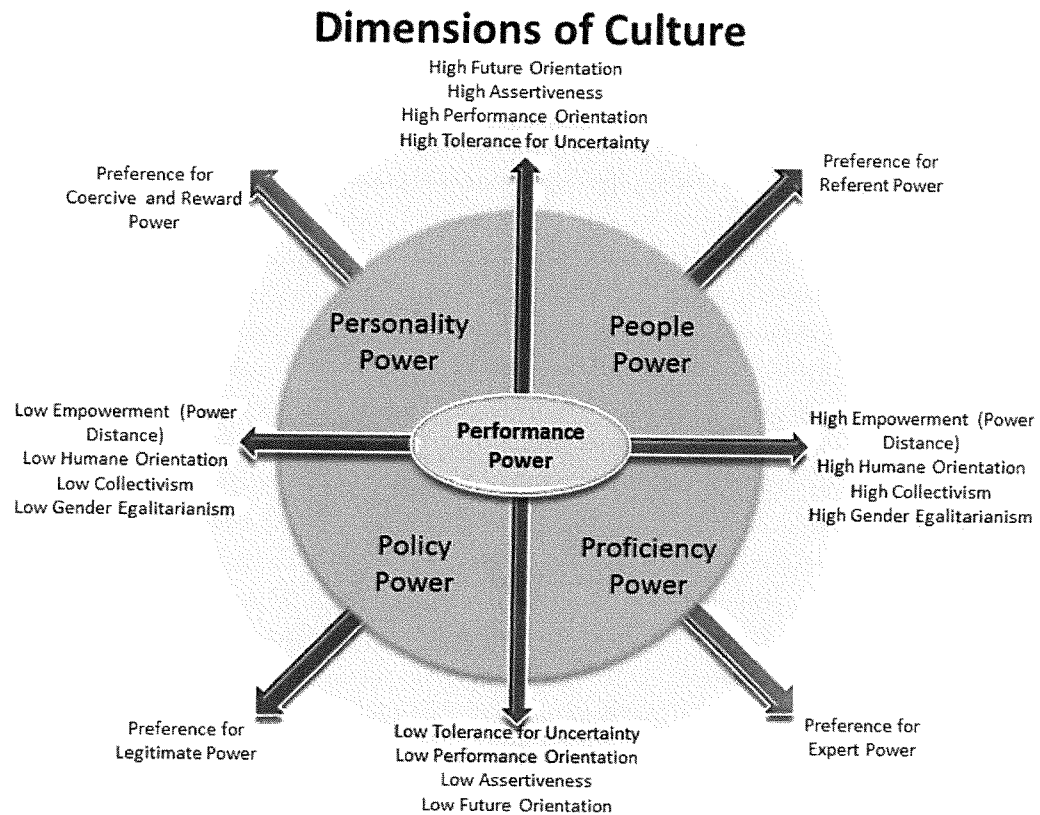 Dimensions of Culture
High Future Orientation
High Assertiveness
High Performance Orientation
High Tolerance for Uncertainty
Preference for
Coercive and Reward
Power
Preference for
Referent Power
Personality
Power
People
Power
Low Empowerment (Power
Distance)
Low Humane Orientation
Low Collectivism
Low Gender Egalitarianism
Performance
Power
High Empowerment (Power
Distance)
High Humane Orientation
High Collectivism
High Gender Egalitarianism
Policy
Power
Proficiency
Power
Preference for
Legitimate Power
Low Tolerance for Uncertainty
Low Performance Orientation
Low Assertiveness
Low Future Orientation
Preference for
Expert Power